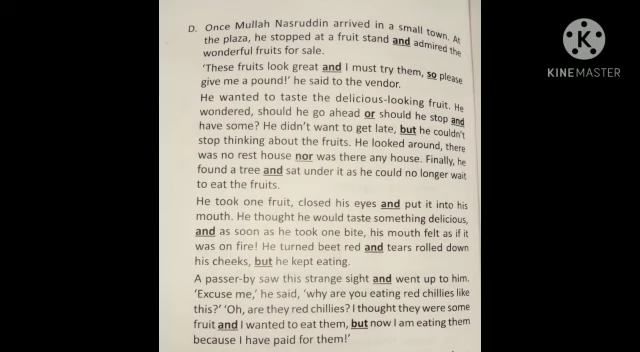 D. Once Mullah Nasruddin arrived in a small town. At
the plaza, he stopped at a fruit stand and admired the
wonderful fruits for sale.
'These fruits look great and I must try them, so please
give me a pound!' he said to the vendor.
He wanted to taste the delicious-looking fruit. He
wondered, should he go ahead or should he stop and
have some? He didn't want to get late, but he couldn't
stop thinking about the fruits. He looked around, there
was no rest house nor was there any house. Finally, he
found a tree and sat under it as he could no longer wait
to eat the fruits.
He took one fruit, closed his eyes and put it into his
mouth. He thought he would taste something delicious,
and as soon as he took one bite, his mouth felt as if it
was on fire! He turned beet red and tears rolled down
his cheeks, but he kept eating.
A passer-by saw this strange sight and went up to him.
'Excuse me,' he said, 'why are you eating red chillies like
this?' 'Oh, are they red chillies? I thought they were some
fruit and I wanted to eat them, but now I am eating them
because I have paid for them!'
K
KINEMASTER